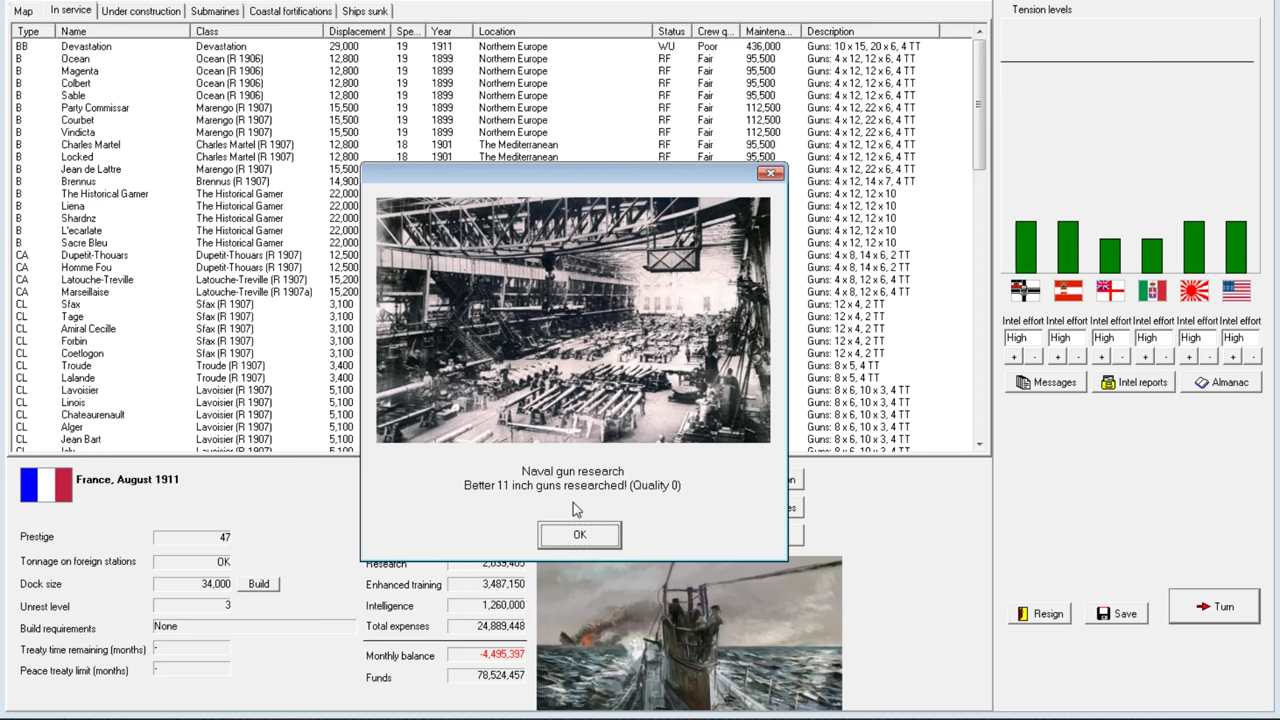 Map In service Under construction Submarines Coastal fortifications Ships sunk Tension levels
Type Name Class Displacement Spe... Year Location Status Crew q... Maintena... Description
BB Devastation Devastation 29,000 19 1911 Northern Europe WU Poor 436,000 Guns: 10 x 15, 20 x 6, 4 TT
B Ocean Ocean (R 1906) 12,800 19 1899 Northern Europe RF Fair 95,500 Guns: 4 x 12, 12 x 6, 4 TT
B Magenta Ocean (R 1906) 12,800 19 1899 Northern Europe RF Fair 95,500 Guns: 4 x 12, 12 x 6, 4 TT
B Colbert Ocean (R 1906) 12,800 19 1899 Northern Europe RF Fair 95,500 Guns: 4 x 12, 12 x 6, 4 TT
B Sable Ocean (R 1906) 12,800 19 1899 Northern Europe RF Fair 95,500 Guns: 4 x 12, 12 x 6, 4 TT
B Party Commissar Marengo (R 1907) 15,500 19 1899 Northern Europe RF Fair 112,500 Guns: 4 x 12, 22 x 6, 4 TT
B Courbet Marengo (R 1907) 15,500 19 1899 Northern Europe RF Fair 112,500 Guns: 4 x 12, 22 x 6, 4 TT
B Vindicta Marengo (R 1907) 15,500 19 1899 Northern Europe RF Fair 112,500 Guns: 4 x 12, 22 x 6, 4 TT
B Charles Martel Charles Martel (R 1907) 12,800 18 1901 The Mediterranean RF Fair 95,500 Guns: 4 x 12, 12 x 6, 4 TT
B Locked Charles Martel (R 1907) 12,800 18 1901 The Mediterranean RF Fair 95,500 Guns: 4 x 12, 12 x 6, 4 TT
B Jean de Lattre Marengo (R 1907) 15,500 Guns: 4 x 12, 22 x 6, 4 TT
B Brennus Brennus (R 1907) 14,900 Guns: 4 x 12, 14 x 7, 4 TT
B The Historical Gamer The Historical Gamer 22,000 Guns: 4 x 12, 12 x 10
B Liena The Historical Gamer 22,000 Guns: 4 x 12, 12 x 10
B Shardnz The Historical Gamer 22,000 Guns: 4 x 12, 12 x 10
B L'ecarlate The Historical Gamer 22,000 Guns: 4 x 12, 12 x 10
B Sacre Bleu The Historical Gamer 22,000 Guns: 4 x 12, 12 x 10
CA Dupetit-Thouars Dupetit-Thouars (R 1907) 12,500 Guns: 4 x 8, 14 x 6, 2 TT
CA Homme Fou Dupetit-Thouars (R 1907) 12,500 Guns: 4 x 8, 14 x 6, 2 TT
CA Latouche-Treville Latouche-Treville (R 1907) 15,200 Guns: 4 x 8, 12 x 6, 4 TT
CA Marseillaise Latouche-Treville (R 1907a) 15,200 Guns: 4 x 8, 12 x 6, 4 TT
CL Sfax Sfax (R 1907) 3,100 Guns: 12 x 4, 2 TT
CL Tage Sfax (R 1907) 3,100 Guns: 12 x 4, 2 TT
CL Amiral Cecille Sfax (R 1907) 3,100 Guns: 12 x 4, 2 TT
CL Forbin Sfax (R 1907) 3,100 Guns: 12 x 4, 2 TT
CL Coetlogon Sfax (R 1907) 3,100 Guns: 12 x 4, 2 TT
CL Troude Troude (R 1907) 3,400 Guns: 8 x 5, 4 TT
CL Lalande Troude (R 1907) 3,400 Guns: 8 x 5, 4 TT
CL Lavoisier Lavoisier (R 1907) 5,100 Guns: 8 x 6, 10 x 3, 4 TT
CL Linois Lavoisier (R 1907) 5,100 Guns: 8 x 6, 10 x 3, 4 TT
CL Chateaurenault Lavoisier (R 1907) 5,100 Guns: 8 x 6, 10 x 3, 4 TT
CL Alger Lavoisier (R 1907) 5,100 Guns: 8 x 6, 10 x 3, 4 TT
CL Jean Bart Lavoisier (R 1907) 5,100 Guns: 8 x 6, 10 x 3, 4 TT
Intel effort Intel effort Intel effort Intel effort Intel effort Intel effort
High High High High High High
+ - + - + - + - + - + -
Messages Intel reports Almanac
Naval gun research
Better 11 inch guns researched! (Quality 0)
OK
France, August 1911
Prestige 47
Tonnage on foreign stations OK
Dock size 34,000 Build
Unrest level 3
Build requirements None
Treaty time remaining (months) -
Peace treaty limit (months) -
Research 2,039,405
Enhanced training 3,487,150
Intelligence 1,260,000
Total expenses 24,889,448
Monthly balance -4,495,397
Funds 78,524,457
Resign Save Turn